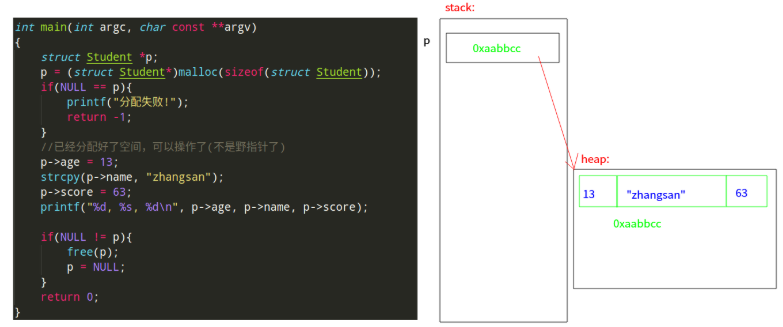 int main(int argc, char const **argv)
{
    struct Student *p;
    p = (struct Student*)malloc(sizeof(struct Student));
    if(NULL == p){
        printf("分配失败!");
        return -1;
    }
    //已经分配好了空间，可以操作了(不是野指针了)
    p->age = 13;
    strcpy(p->name, "zhangsan");
    p->score = 63;
    printf("%d, %s, %d\n", p->age, p->name, p->score);

    if(NULL != p){
        free(p);
        p = NULL;
    }
    return 0;
}
stack:
p
0xaabbcc
heap:
13 "zhangsan" 63
0xaabbcc